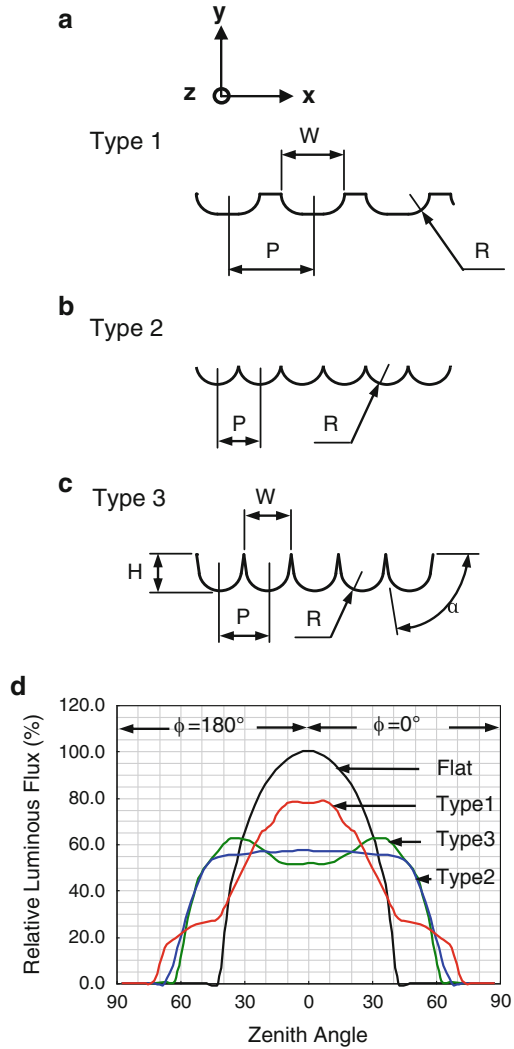 a
y
z
x
Type 1
W
P
R
b
Type 2
P
R
c
Type 3
W
H
P
R
α
d
120.0
100.0
80.0
60.0
40.0
20.0
0.0
Relative Luminous Flux (%)
ϕ=180°
ϕ=0°
Flat
Type1
Type3
Type2
90 60 30 0 30 60 90
Zenith Angle